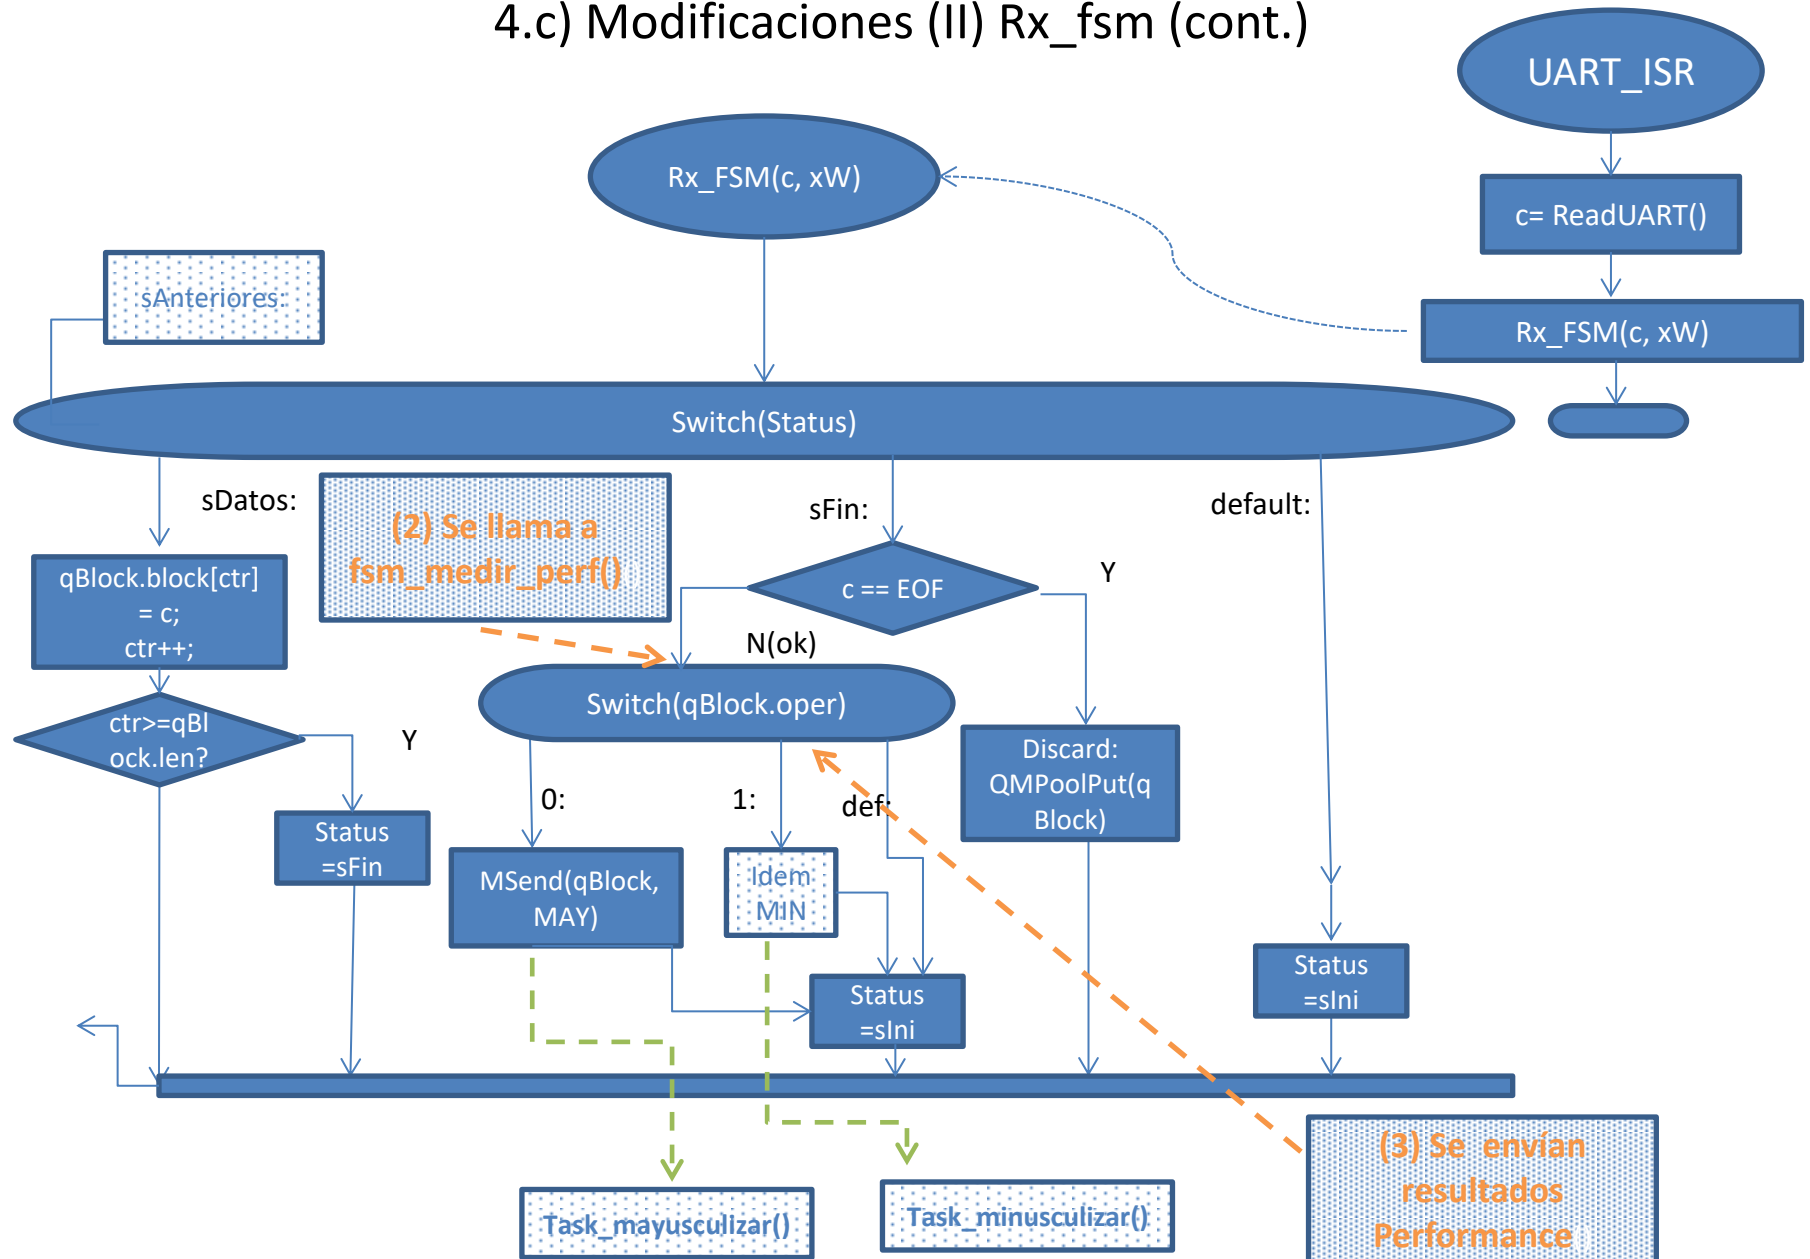 4.c) Modificaciones (II) Rx_fsm (cont.)
UART_ISR
Rx_FSM(c, xW)
c= ReadUART()
sAnteriores:
Rx_FSM(c, xW)
Switch(Status)
sDatos:
(2) Se llama a
fsm_medir_perf()
sFin:
default:
qBlock.block[ctr]
= c;
ctr++;
c == EOF
Y
N(ok)
ctr>=qBl
ock.len?
Y
Switch(qBlock.oper)
Discard:
QMPoolPut(q
Block)
0:
1:
def:
Status
=sFin
MSend(qBlock,
MAY)
Idem
MIN
Status
=sIni
Status
=sIni
(3) Se envían
resultados
Performance
Task_mayusculizar()
Task_minusculizar()